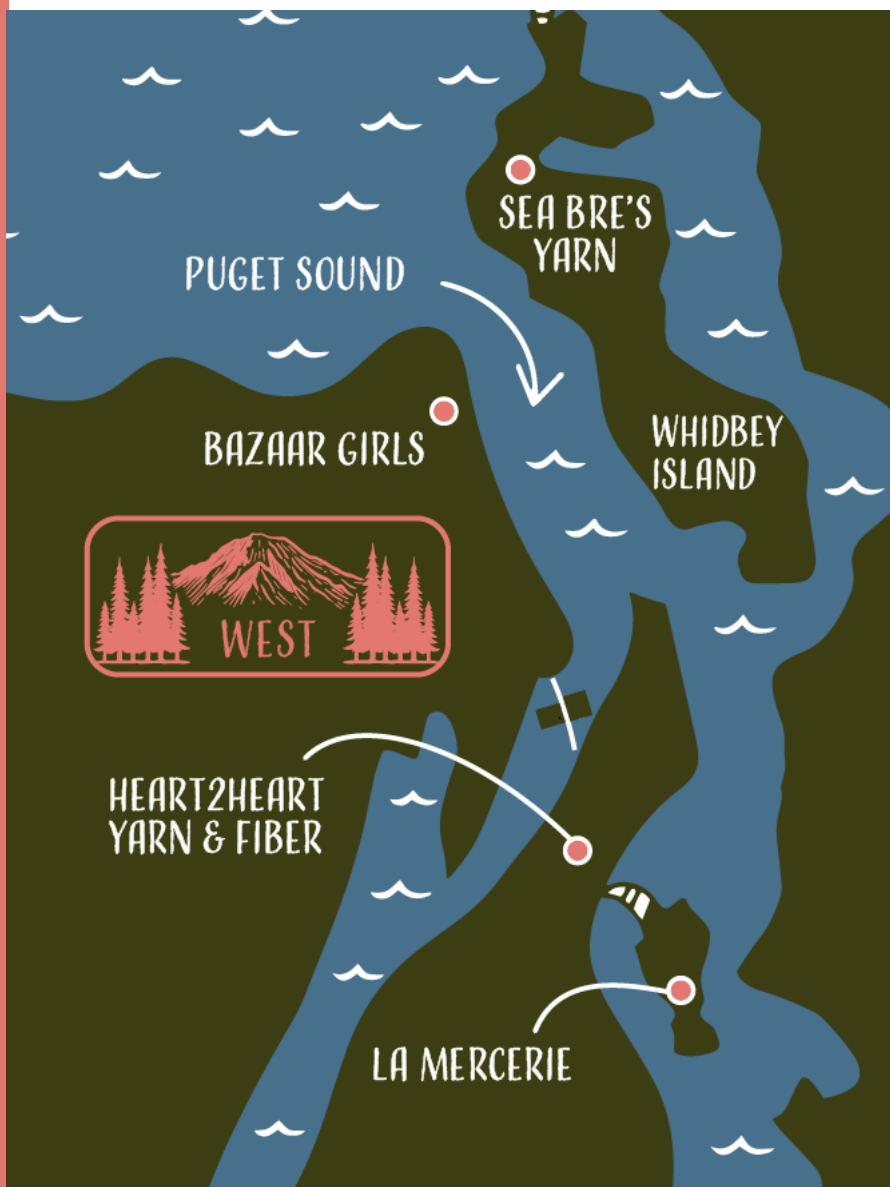 SEA BRE'S
YARN
PUGET SOUND
BAZAAR GIRLS
WHIDBEY
ISLAND
WEST
HEART2HEART
YARN & FIBER
LA MERCERIE